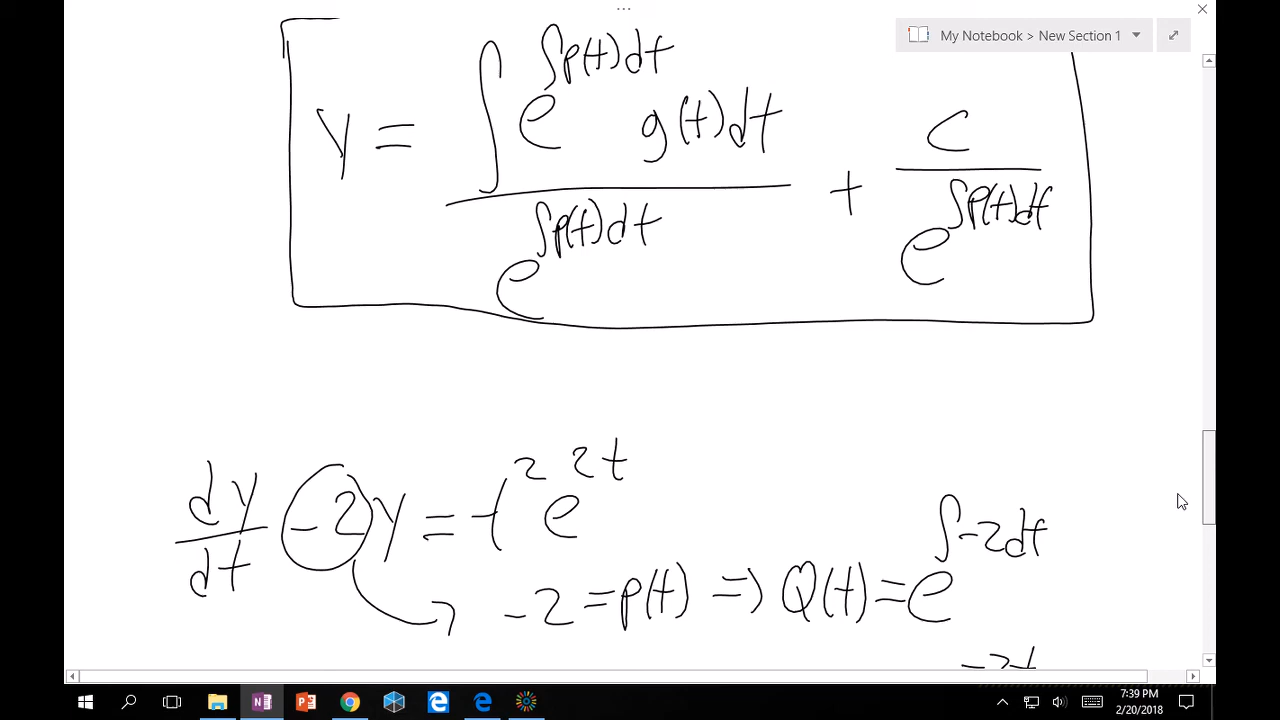 My Notebook > New Section 1
y = ∫ e^{∫p(t)dt} g(t)dt / e^{∫p(t)dt} + c / e^{∫p(t)dt}
dy/dt -2y = t^2 e^{2t}
-2 = p(t) => Q(t) = e^{∫-2dt}
-2t
7:39 PM
2/20/2018